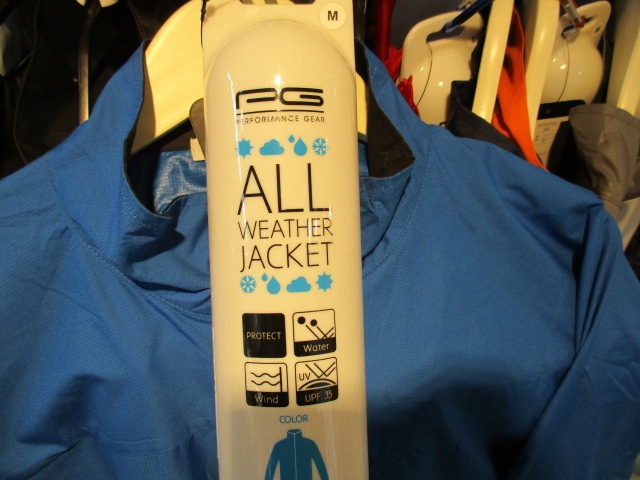 M
PG
PERFORMANCE GEAR
ALL
WEATHER
JACKET
PROTECT
Water
Wind
UV
UPF 35
COLOR